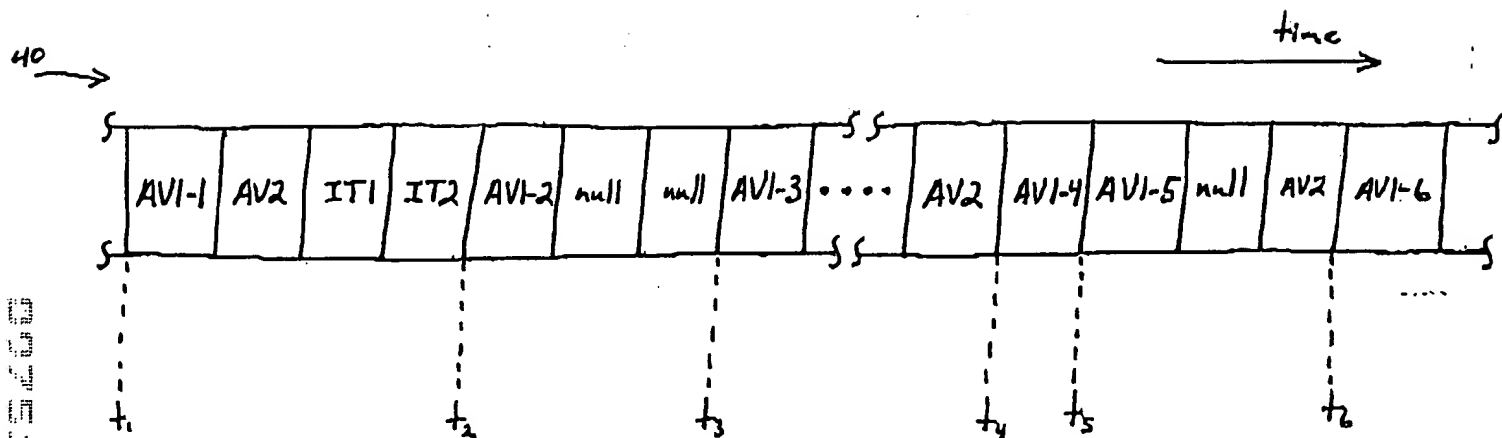 time
40
AV1-1 AV2 IT1 IT2 AV1-2 null null AV1-3 .... AV2 AV1-4 AV1-5 null AV2 AV1-6
t1 t2 t3 t4 t5 t6